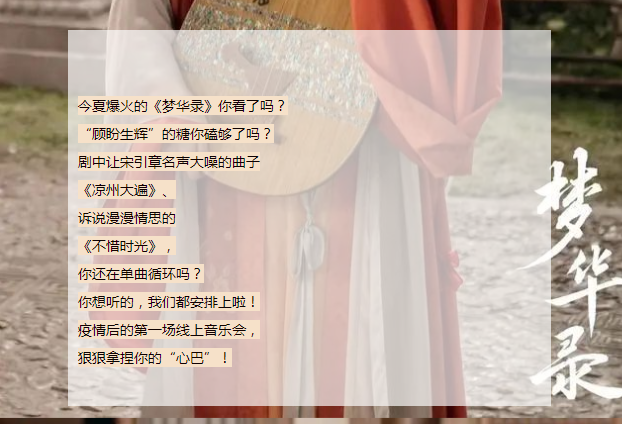 今夏爆火的《梦华录》你看了吗？
“顾盼生辉”的糖你磕够了吗？
剧中让宋引章名声大噪的曲子
《凉州大遍》、
诉说漫漫情思的
《不惜时光》，
你还在单曲循环吗？
你想听的，我们都安排上啦！
疫情后的第一场线上音乐会，
狠狠拿捏你的“心巴”！
梦华录